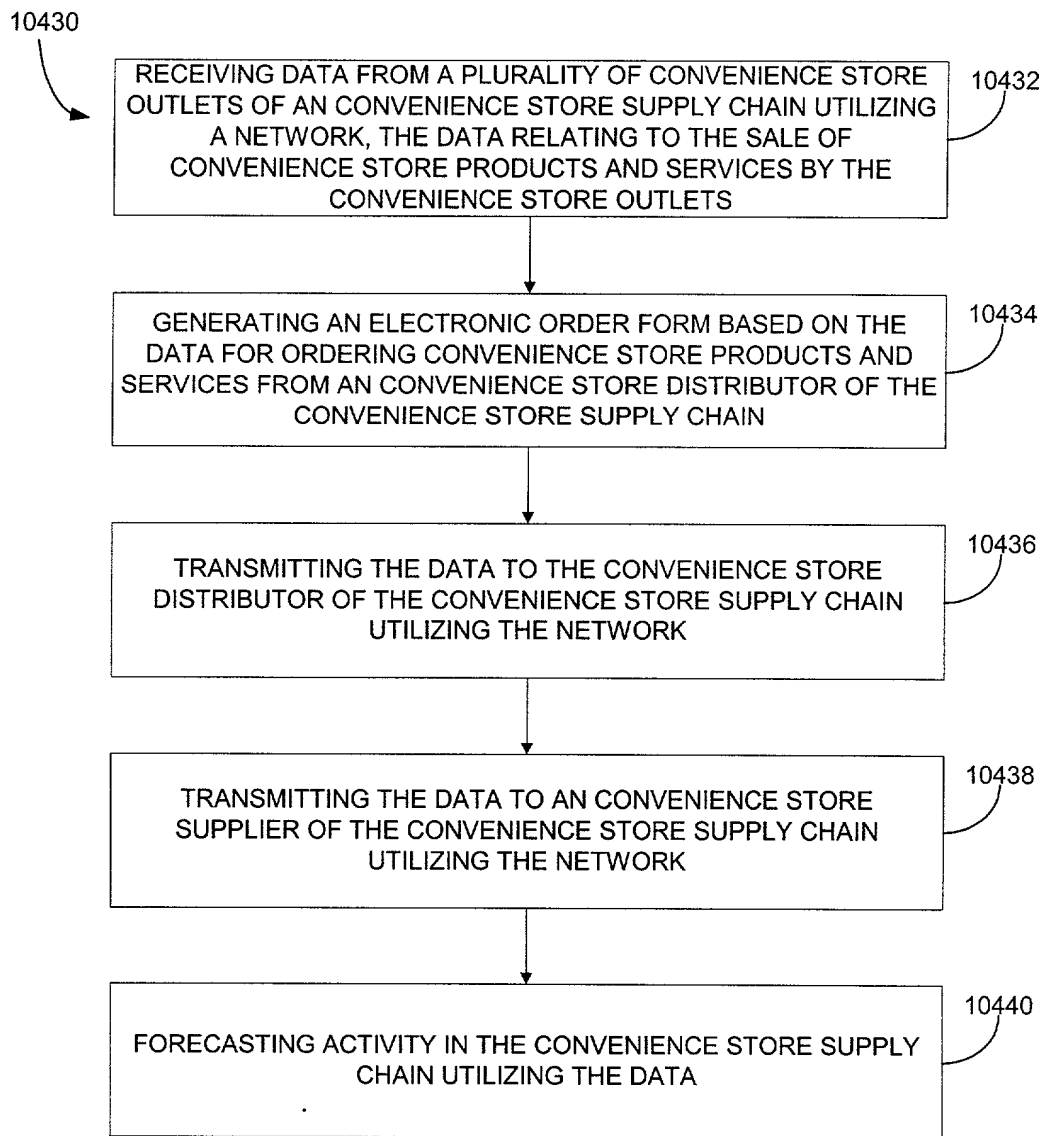 10430
RECEIVING DATA FROM A PLURALITY OF CONVENIENCE STORE
OUTLETS OF AN CONVENIENCE STORE SUPPLY CHAIN UTILIZING
A NETWORK, THE DATA RELATING TO THE SALE OF
CONVENIENCE STORE PRODUCTS AND SERVICES BY THE
CONVENIENCE STORE OUTLETS
10432
GENERATING AN ELECTRONIC ORDER FORM BASED ON THE
DATA FOR ORDERING CONVENIENCE STORE PRODUCTS AND
SERVICES FROM AN CONVENIENCE STORE DISTRIBUTOR OF THE
CONVENIENCE STORE SUPPLY CHAIN
10434
TRANSMITTING THE DATA TO THE CONVENIENCE STORE
DISTRIBUTOR OF THE CONVENIENCE STORE SUPPLY CHAIN
UTILIZING THE NETWORK
10436
TRANSMITTING THE DATA TO AN CONVENIENCE STORE
SUPPLIER OF THE CONVENIENCE STORE SUPPLY CHAIN
UTILIZING THE NETWORK
10438
FORECASTING ACTIVITY IN THE CONVENIENCE STORE SUPPLY
CHAIN UTILIZING THE DATA
10440